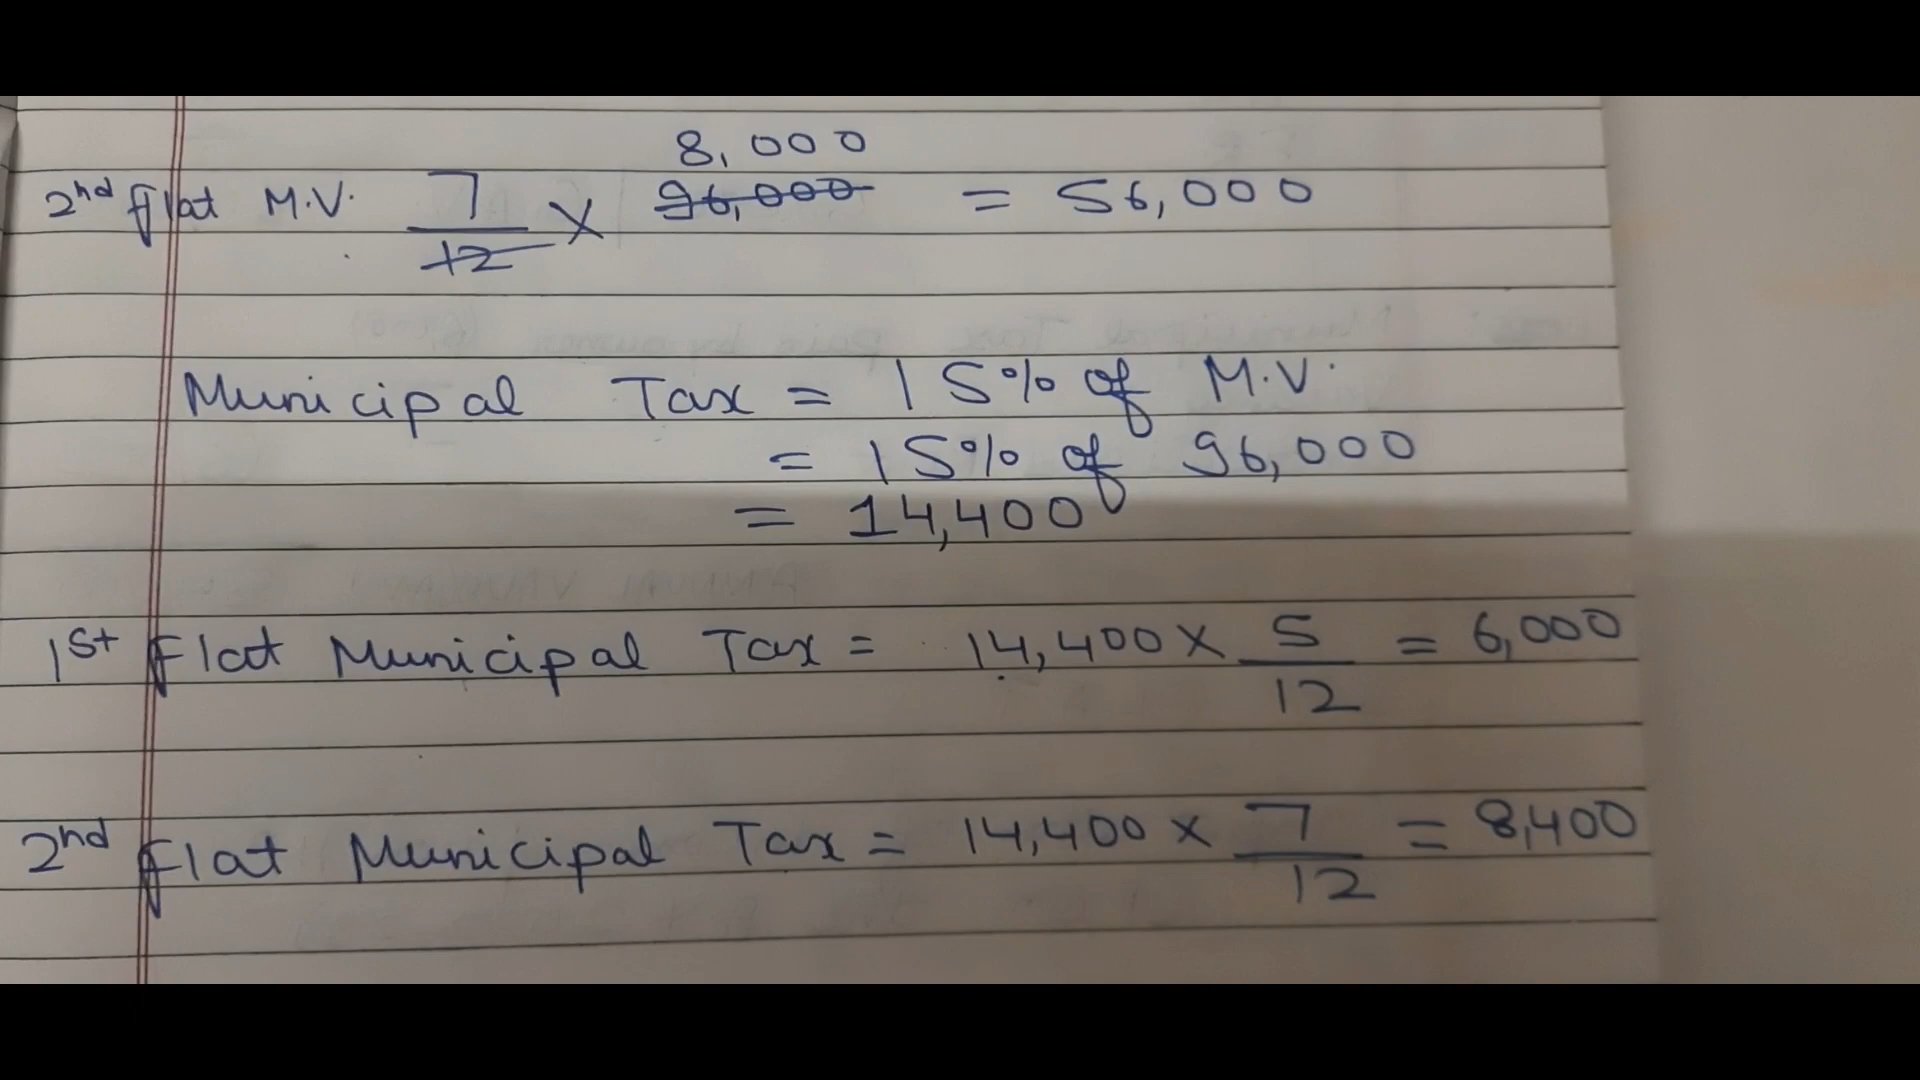 8,000
2nd flat M.V. 7/12 × 96,000 = 56,000
Municipal Tax = 15% of M.V.
= 15% of 96,000
= 14,400
1st Flat Municipal Tax = 14,400 × 5/12 = 6,000
2nd flat Municipal Tax = 14,400 × 7/12 = 8,400